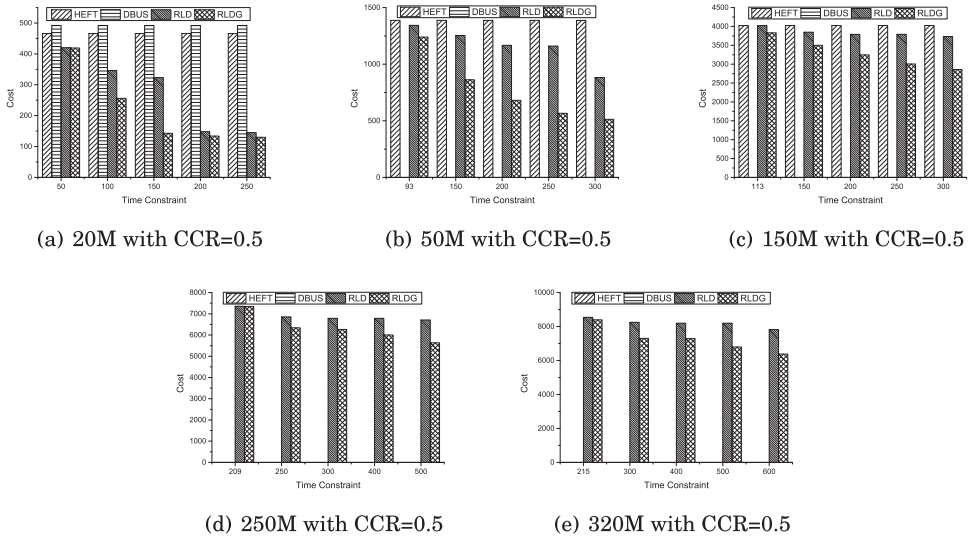 HEFT DBUS RLD RLDG
500
400
300
200
100
0
Cost
50 100 150 200 250
Time Constraint
(a) 20M with CCR=0.5
HEFT DBUS RLD RLDG
1500
1000
500
0
Cost
93 150 200 250 300
Time Constraint
(b) 50M with CCR=0.5
HEFT DBUS RLD RLDG
4500
4000
3500
3000
2500
2000
1500
1000
500
0
Cost
113 150 200 250 300
Time Constraint
(c) 150M with CCR=0.5
HEFT DBUS RLD RLDG
8000
7000
6000
5000
4000
3000
2000
1000
0
Cost
209 250 300 400 500
Time Constraint
(d) 250M with CCR=0.5
HEFT DBUS RLD RLDG
10000
8000
6000
4000
2000
0
Cost
215 300 400 500 600
Time Constraint
(e) 320M with CCR=0.5